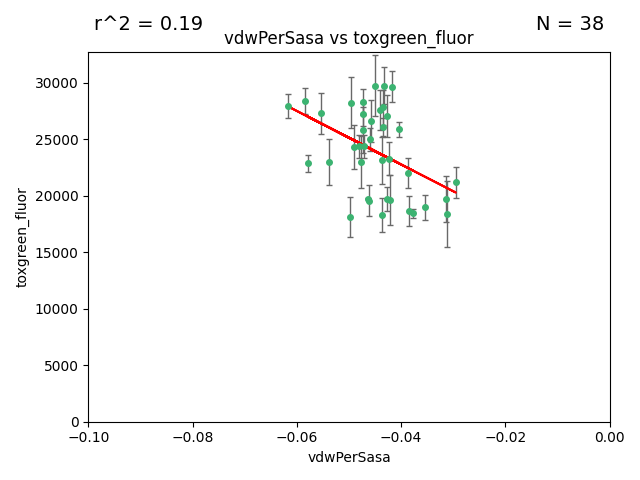 r^2 = 0.19
N = 38
vdwPerSasa vs toxgreen_fluor
30000
25000
20000
15000
10000
5000
0
toxgreen_fluor
−0.10
−0.08
−0.06
−0.04
−0.02
0.00
vdwPerSasa